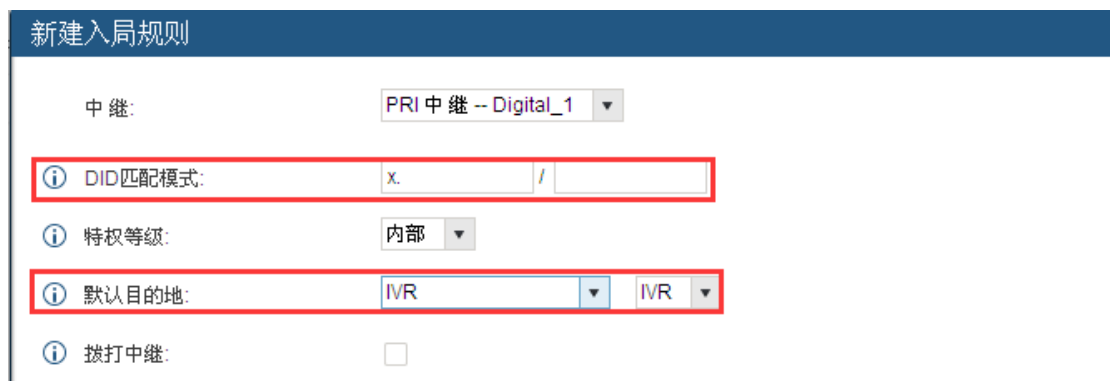 新建入局规则
中 继: PRI 中 继 -- Digital_1
DID匹配模式: x. /
特权等级: 内部
默认目的地: IVR IVR
拨打中继: